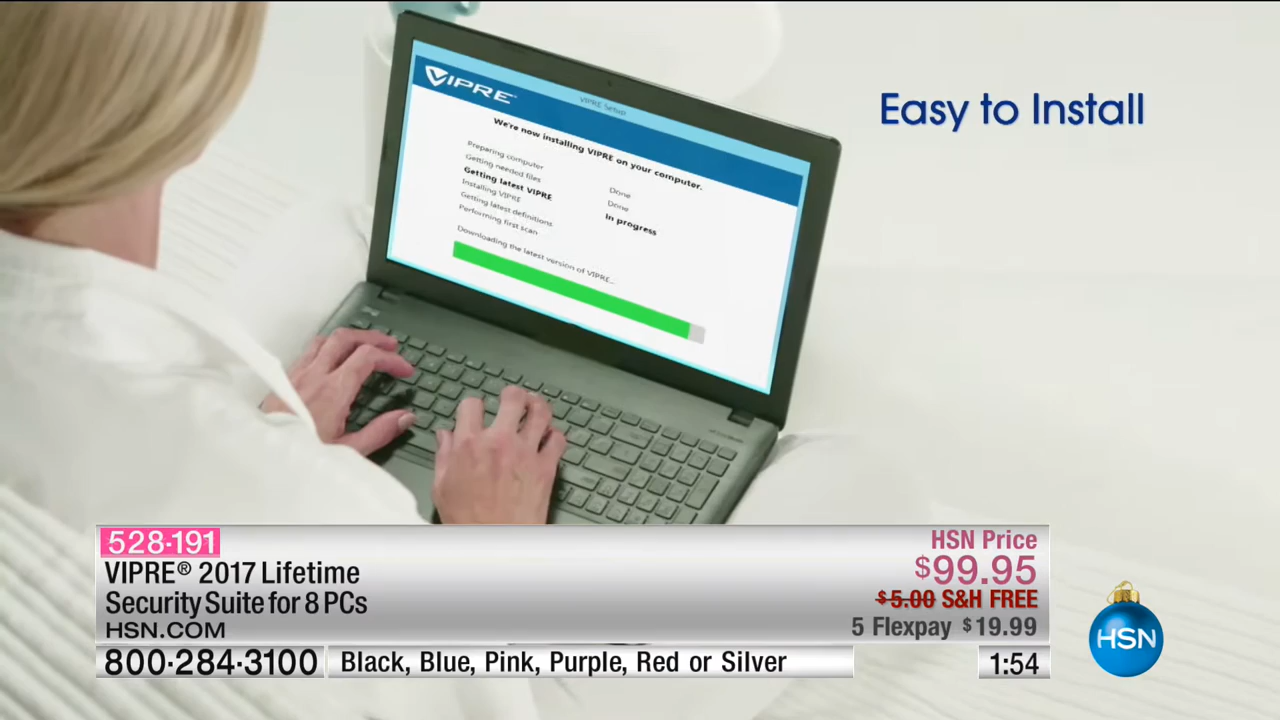 VIPRE
VIPRE Setup
Easy to Install
We're now installing VIPRE on your computer.
Preparing computer Done
Getting needed files Done
Getting latest VIPRE In progress
Installing VIPRE
Getting latest definitions
Performing first scan
Downloading the latest version of VIPRE...
528-191
VIPRE® 2017 Lifetime
Security Suite for 8 PCs
HSN.COM
HSN Price
$99.95
$5.00 S&H FREE
5 Flexpay $19.99
HSN
800·284·3100
Black, Blue, Pink, Purple, Red or Silver
1:54